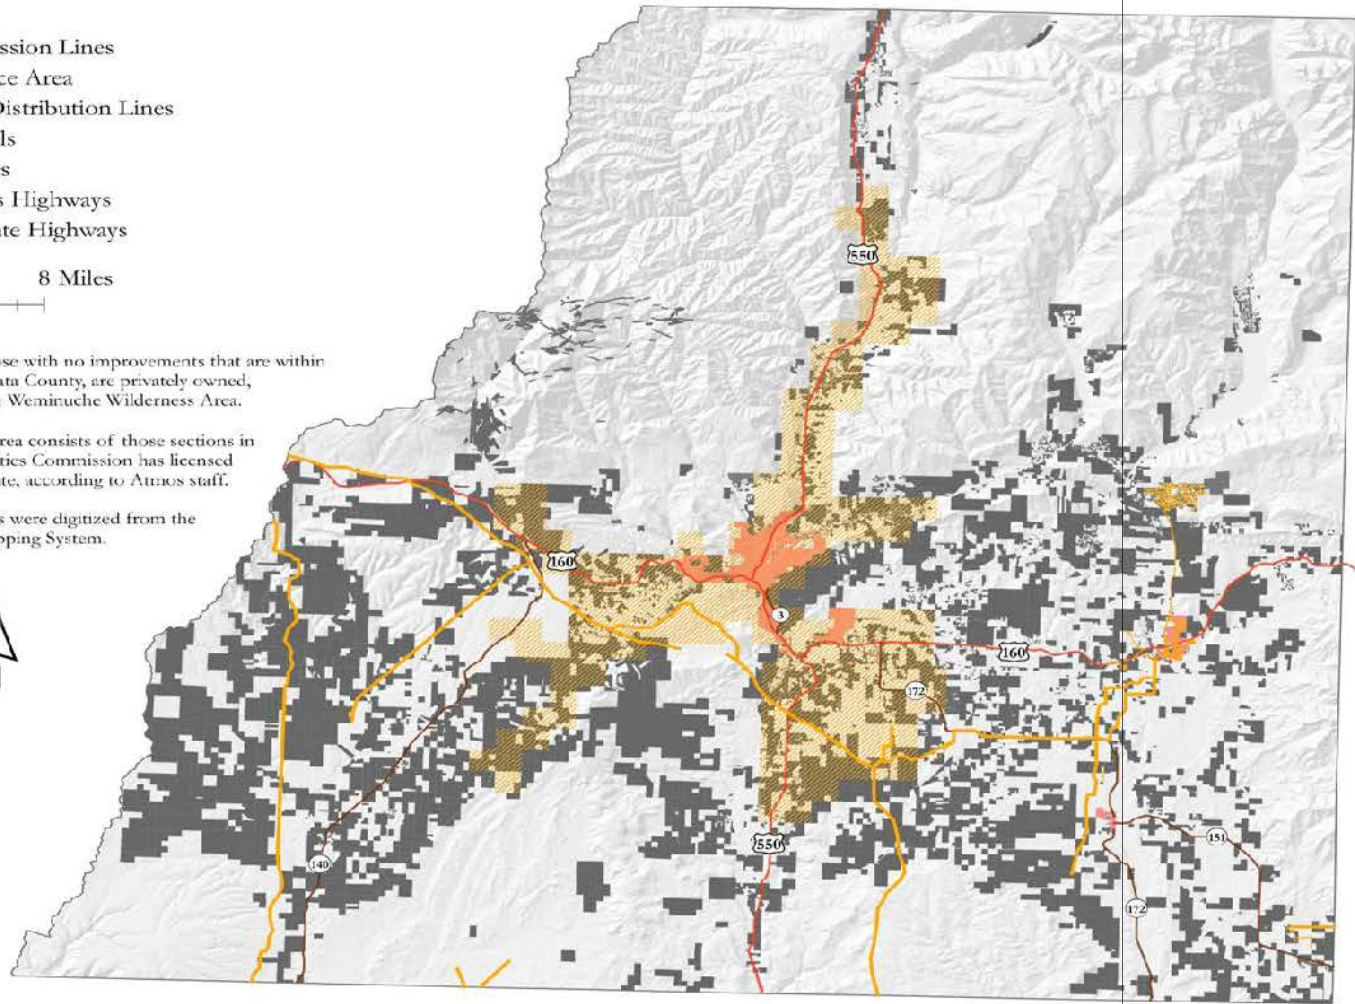 ssion Lines
ce Area
Distribution Lines
ls
s
s Highways
te Highways
8 Miles
ose with no improvements that are within
ata County, are privately owned,
e Weminuche Wilderness Area.
rea consists of those sections in
ties Commission has licensed
te, according to Atmos staff.
s were digitized from the
pping System.
550
160
3
160
172
550
151
140
172